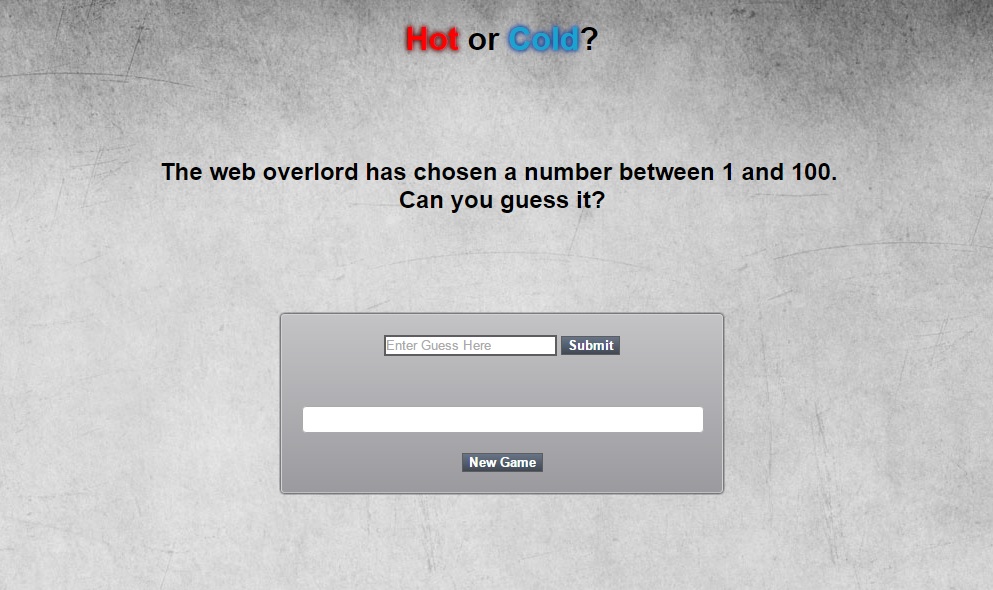 Hot or Cold?
The web overlord has chosen a number between 1 and 100.
Can you guess it?
Enter Guess Here Submit
New Game